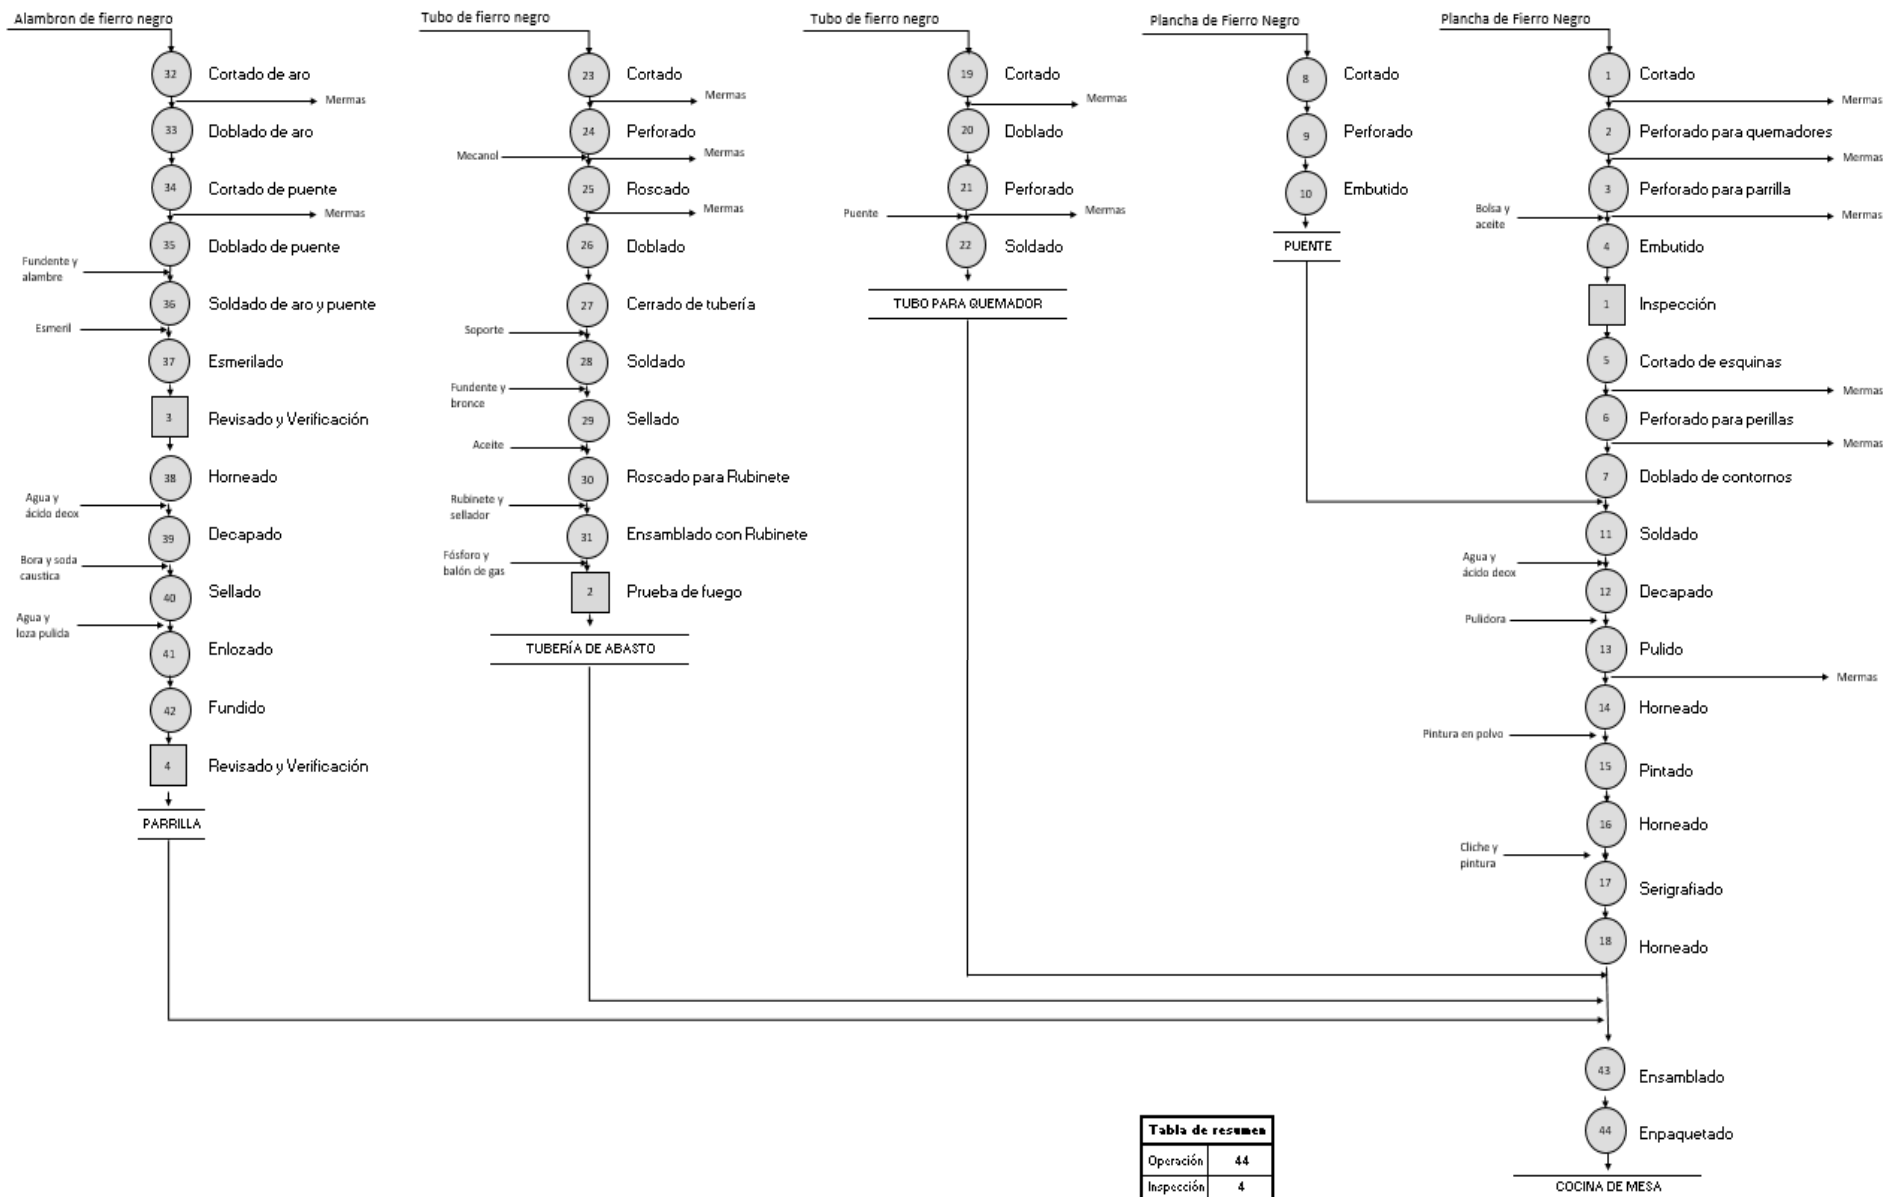 Alambron de fierro negro
32
Cortado de aro
Mermas
33
Doblado de aro
34
Cortado de puente
Mermas
35
Doblado de puente
Fundente y
alambre
36
Soldado de aro y puente
Esmeril
37
Esmerilado
3
Revisado y Verificación
38
Horneado
Agua y
ácido deox
39
Decapado
Bora y soda
caustica
40
Sellado
Agua y
loza pulida
41
Enlozado
42
Fundido
4
Revisado y Verificación
PARRILLA
Tubo de fierro negro
23
Cortado
Mermas
24
Perforado
Mecanol
Mermas
25
Roscado
Mermas
26
Doblado
27
Cerrado de tubería
Soporte
28
Soldado
Fundente y
bronce
29
Sellado
Aceite
30
Roscado para Rubinete
Rubinete y
sellador
31
Ensamblado con Rubinete
Fósforo y
balón de gas
2
Prueba de fuego
TUBERÍA DE ABASTO
Tubo de fierro negro
19
Cortado
Mermas
20
Doblado
21
Perforado
Puente
Mermas
22
Soldado
TUBO PARA QUEMADOR
Plancha de Fierro Negro
8
Cortado
9
Perforado
10
Embutido
PUENTE
Plancha de Fierro Negro
1
Cortado
Mermas
2
Perforado para quemadores
Mermas
3
Perforado para parrilla
Bolsa y
aceite
Mermas
4
Embutido
1
Inspección
5
Cortado de esquinas
Mermas
6
Perforado para perillas
Mermas
7
Doblado de contornos
11
Soldado
Agua y
ácido deox
12
Decapado
Pulidora
13
Pulido
Mermas
14
Horneado
Pintura en polvo
15
Pintado
16
Horneado
Cliche y
pintura
17
Serigrafiado
18
Horneado
43
Ensamblado
44
Enpaquetado
COCINA DE MESA
Tabla de resumen
Operación 44
Inspección 4